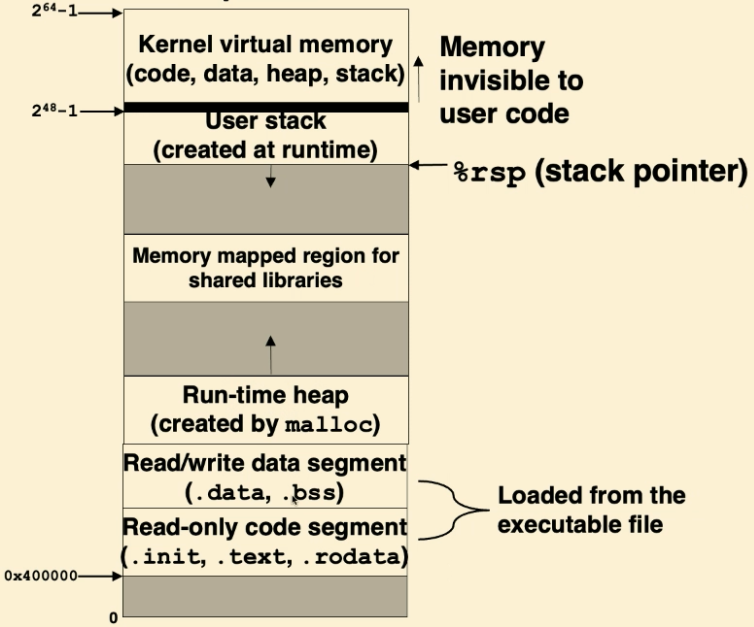 2^64-1
Kernel virtual memory
(code, data, heap, stack)
Memory
invisible to
user code
2^48-1
User stack
(created at runtime)
%rsp (stack pointer)
Memory mapped region for
shared libraries
Run-time heap
(created by malloc)
Read/write data segment
(.data, .bss)
Read-only code segment
(.init, .text, .rodata)
Loaded from the
executable file
0x400000
0